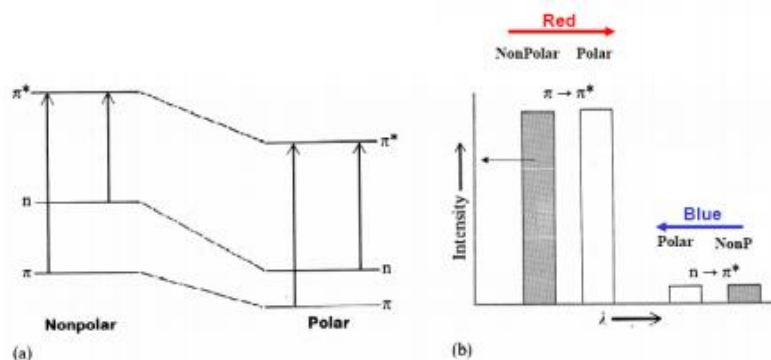 π*
n
π
Nonpolar
π*
n
π
Polar
(a)
(b)
Red
NonPolar Polar
π → π*
Intensity
Blue
Polar NonP
n → π*
λ